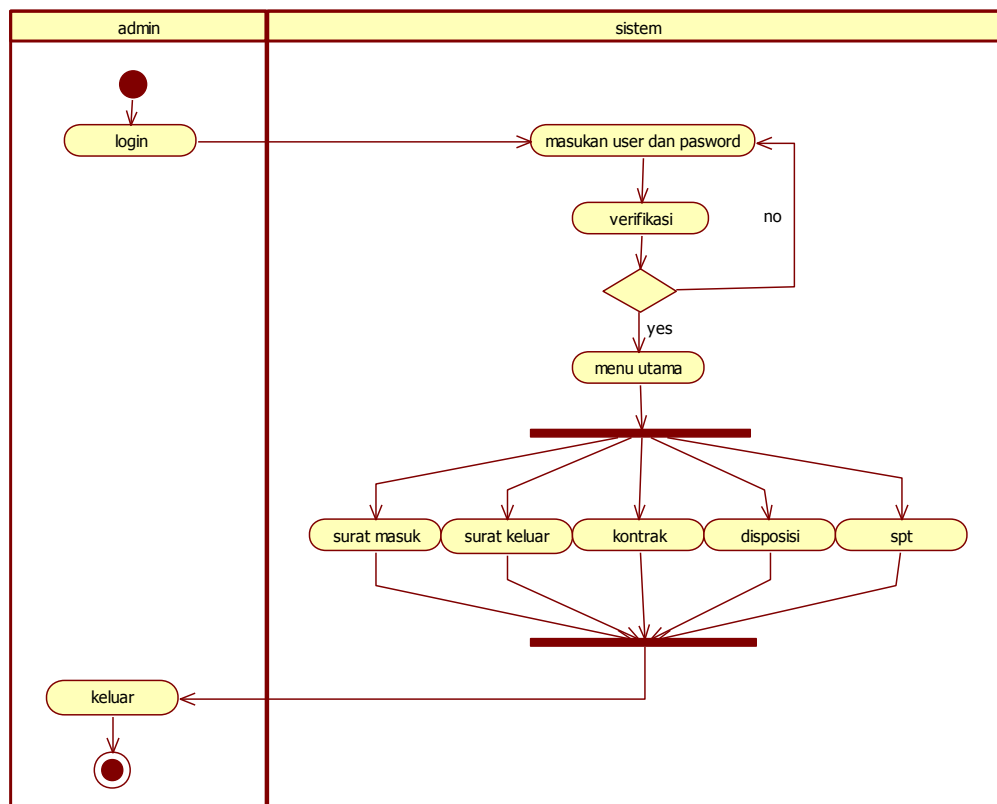 admin
sistem
login
masukan user dan pasword
verifikasi
no
yes
menu utama
surat masuk
surat keluar
kontrak
disposisi
spt
keluar